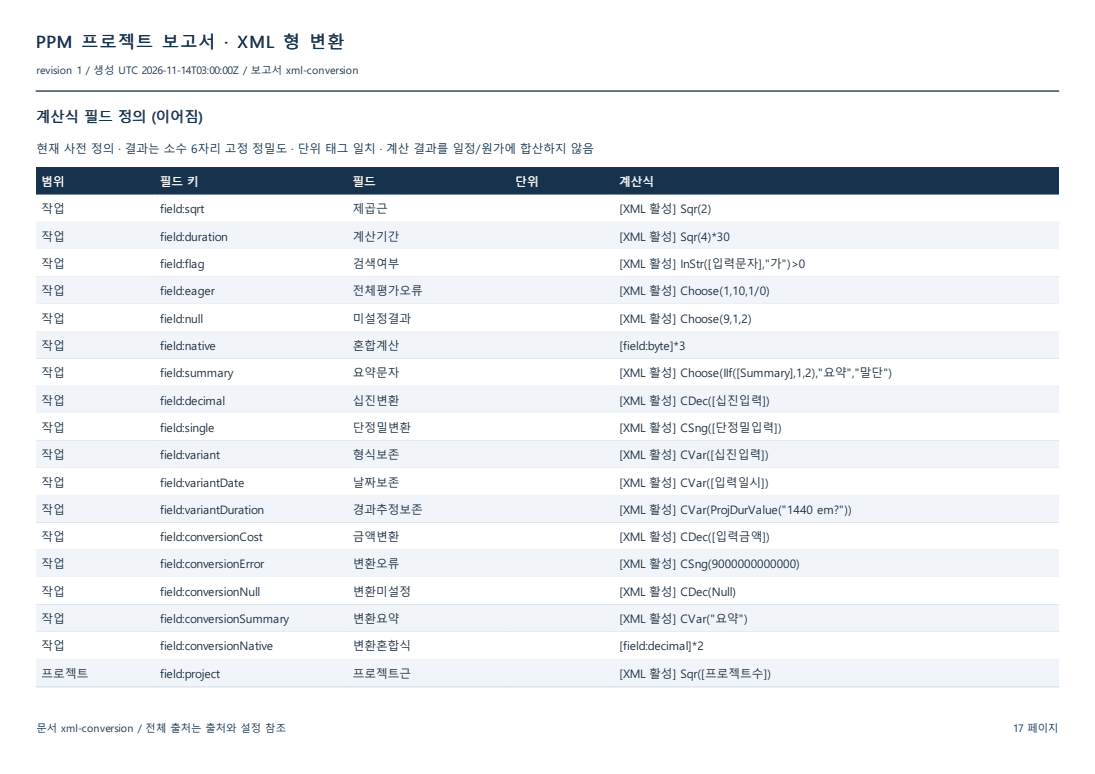 PPM 프로젝트 보고서 · XML 형 변환
revision 1 / 생성 UTC 2026-11-14T03:00:00Z / 보고서 xml-conversion
계산식 필드 정의 (이어짐)
현재 사전 정의 · 결과는 소수 6자리 고정 정밀도 · 단위 태그 일치 · 계산 결과를 일정/원가에 합산하지 않음
범위 필드 키 필드 단위 계산식
작업 field:sqrt 제곱근 [XML 활성] Sqr(2)
작업 field:duration 계산기간 [XML 활성] Sqr(4)*30
작업 field:flag 검색여부 [XML 활성] InStr([입력문자],"가")>0
작업 field:eager 전체평가오류 [XML 활성] Choose(1,10,1/0)
작업 field:null 미설정결과 [XML 활성] Choose(9,1,2)
작업 field:native 혼합계산 [field:byte]*3
작업 field:summary 요약문자 [XML 활성] Choose(IIf([Summary],1,2),"요약","말단")
작업 field:decimal 십진변환 [XML 활성] CDec([십진입력])
작업 field:single 단정밀변환 [XML 활성] CSng([단정밀입력])
작업 field:variant 형식보존 [XML 활성] CVar([십진입력])
작업 field:variantDate 날짜보존 [XML 활성] CVar([입력일시])
작업 field:variantDuration 경과추정보존 [XML 활성] CVar(ProjDurValue("1440 em?"))
작업 field:conversionCost 금액변환 [XML 활성] CDec([입력금액])
작업 field:conversionError 변환오류 [XML 활성] CSng(9000000000000)
작업 field:conversionNull 변환미설정 [XML 활성] CDec(Null)
작업 field:conversionSummary 변환요약 [XML 활성] CVar("요약")
작업 field:conversionNative 변환혼합식 [field:decimal]*2
프로젝트 field:project 프로젝트근 [XML 활성] Sqr([프로젝트수])
문서 xml-conversion / 전체 출처는 출처와 설정 참조
17 페이지